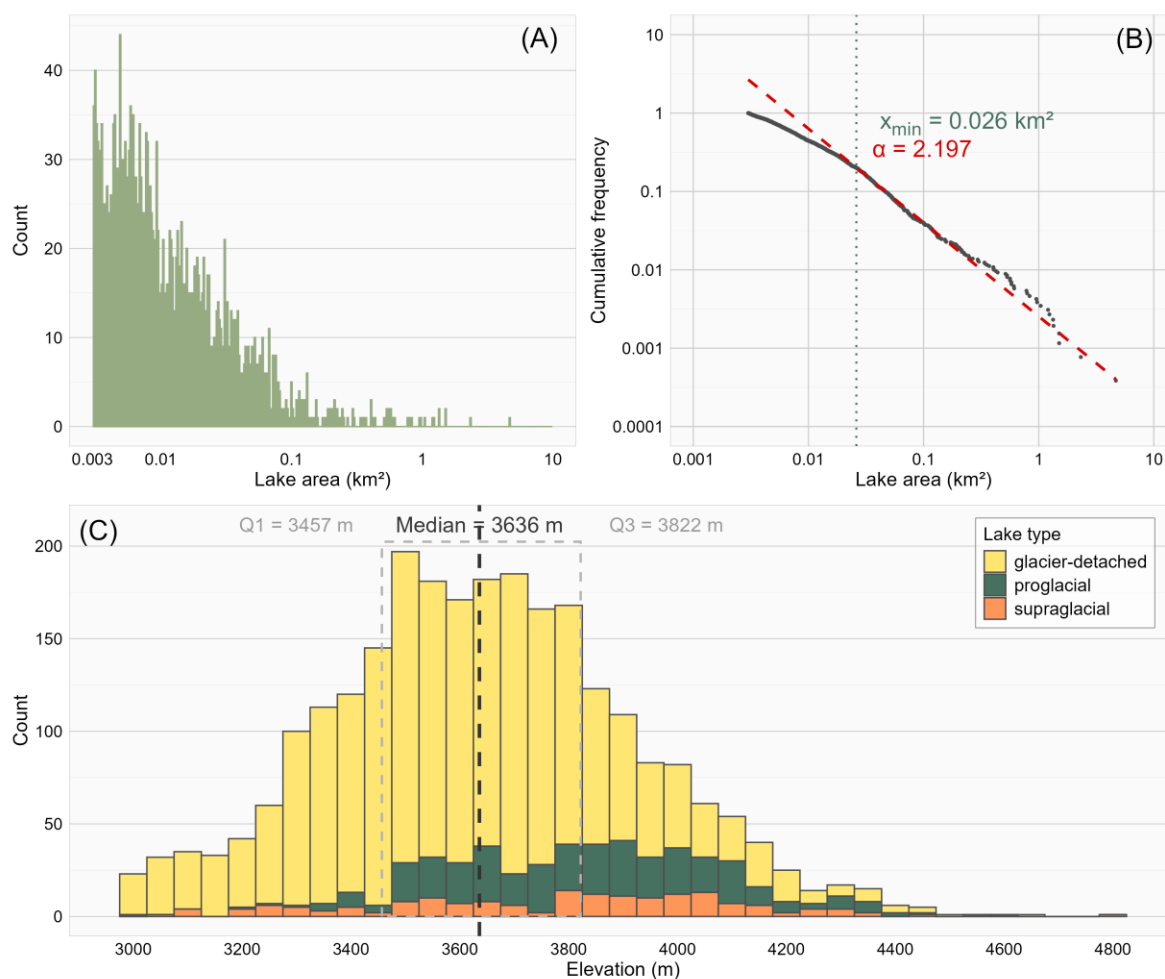 (A)
Count
40
30
20
10
0
0.003
0.01
0.1
1
10
Lake area (km²)
(B)
Cumulative frequency
10
1
0.1
0.01
0.001
0.0001
xmin = 0.026 km²
α = 2.197
0.001
0.01
0.1
1
10
Lake area (km²)
(C)
Q1 = 3457 m
Median = 3636 m
Q3 = 3822 m
Lake type
glacier-detached
proglacial
supraglacial
Count
200
150
100
50
0
3000
3200
3400
3600
3800
4000
4200
4400
4600
4800
Elevation (m)